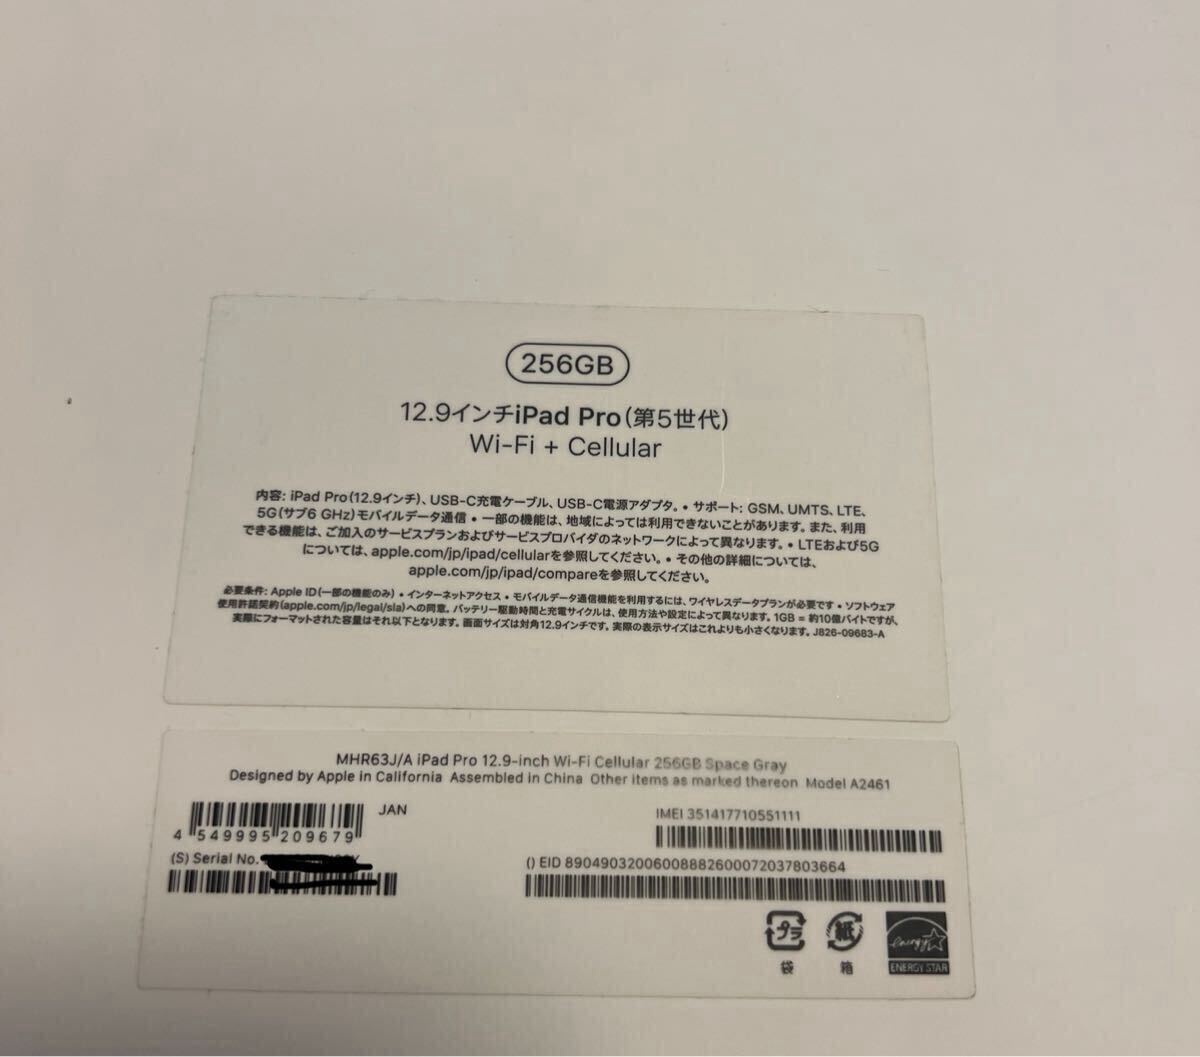 256GB
12.9インチiPad Pro(第5世代)
Wi-Fi + Cellular
内容: iPad Pro(12.9インチ)、USB-C充電ケーブル、USB-C電源アダプタ。• サポート: GSM、UMTS、LTE、
5G(サブ6 GHz)モバイルデータ通信 • 一部の機能は、地域によっては利用できないことがあります。また、利用
できる機能は、ご加入のサービスプランおよびサービスプロバイダのネットワークによって異なります。• LTEおよび5G
については、apple.com/jp/ipad/cellularを参照してください。• その他の詳細については、
apple.com/jp/ipad/compareを参照してください。
必要条件: Apple ID(一部の機能のみ) • インターネットアクセス • モバイルデータ通信機能を利用するには、ワイヤレスデータプランが必要です • ソフトウェア
使用許諾契約(apple.com/jp/legal/sla)への同意。バッテリー駆動時間と充電サイクルは、使用方法や設定によって異なります。1GB = 約10億バイトですが、
実際にフォーマットされた容量はそれ以下となります。画面サイズは対角12.9インチです。実際の表示サイズはこれよりも小さくなります。J826-09683-A
MHR63J/A iPad Pro 12.9-inch Wi-Fi Cellular 256GB Space Gray
Designed by Apple in California Assembled in China Other items as marked thereon Model A2461
JAN
4 549995 209679
(S) Serial No.
IMEI 351417710551111
() EID 89049032006008882600072037803664
プラ
袋
紙
箱
energy
ENERGY STAR